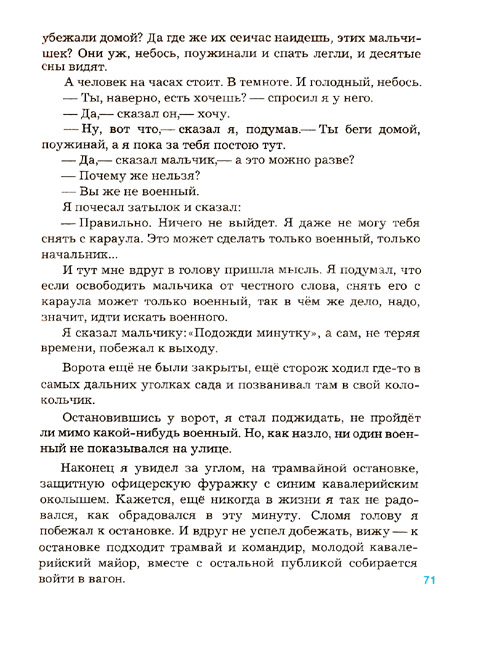 убежали домой? Да где же их сейчас найдёшь, этих мальчи-
шек? Они уж, небось, поужинали и спать легли, и десятые
сны видят.
А человек на часах стоит. В темноте. И голодный, небось.
— Ты, наверно, есть хочешь? — спросил я у него.
— Да,— сказал он,— хочу.
— Ну, вот что,— сказал я, подумав.— Ты беги домой,
поужинай, а я пока за тебя постою тут.
— Да,— сказал мальчик,— а это можно разве?
— Почему же нельзя?
— Вы же не военный.
Я почесал затылок и сказал:
— Правильно. Ничего не выйдет. Я даже не могу тебя
снять с караула. Это может сделать только военный, только
начальник...
И тут мне вдруг в голову пришла мысль. Я подумал, что
если освободить мальчика от честного слова, снять его с
караула может только военный, так в чём же дело, надо,
значит, идти искать военного.
Я сказал мальчику: «Подожди минутку», а сам, не теряя
времени, побежал к выходу.
Ворота ещё не были закрыты, ещё сторож ходил где-то в
самых дальних уголках сада и позванивал там в свой коло-
кольчик.
Остановившись у ворот, я стал поджидать, не пройдёт
ли мимо какой-нибудь военный. Но, как назло, ни один воен-
ный не показывался на улице.
Наконец я увидел за углом, на трамвайной остановке,
защитную офицерскую фуражку с синим кавалерийским
околышем. Кажется, ещё никогда в жизни я так не радо-
вался, как обрадовался в эту минуту. Сломя голову я
побежал к остановке. И вдруг не успел добежать, вижу — к
остановке подходит трамвай и командир, молодой кавале-
рийский майор, вместе с остальной публикой собирается
войти в вагон.
71